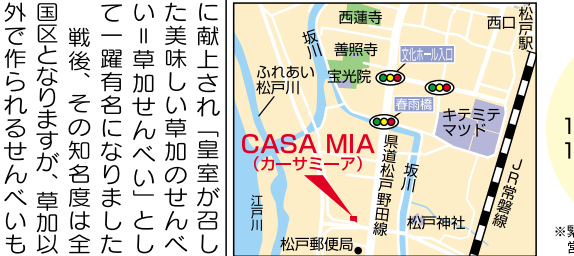 に献上され「皇室が召し
た美味しい草加のせんべ
い＝草加せんべい」とし
て一躍有名になりました
戦後、その知名度は全
国区となりますが、草加以
外で作られるせんべいも
西蓮寺
西口
松戸駅
坂川
善照寺
文化ホール入口
宝光院
ふれあい
松戸川
春雨橋
キテミテ
マツド
CASA MIA
（カーサミーア）
県道松戸野田線
坂川
JR常磐線
江戸川
松戸神社
松戸郵便局
1
1
※緊
営